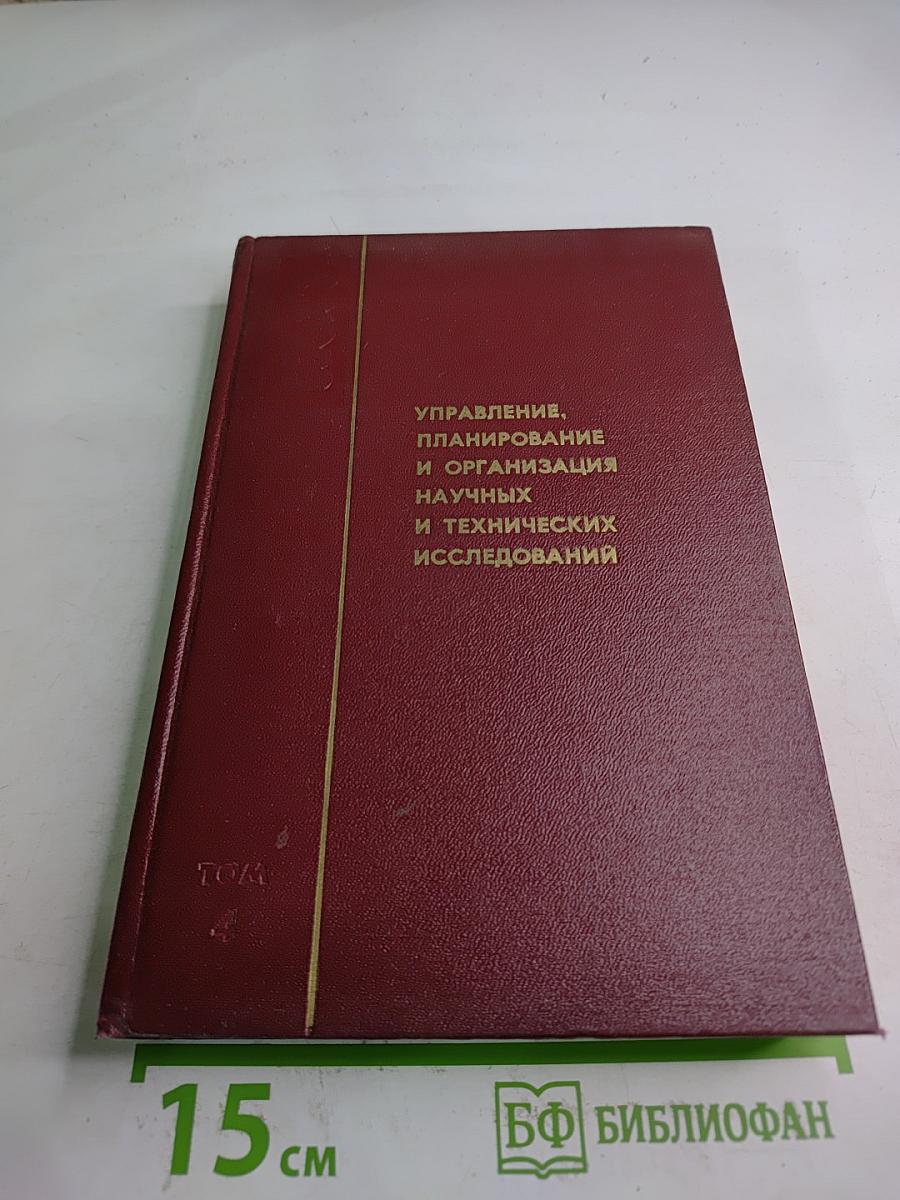 УПРАВЛЕНИЕ,
ПЛАНИРОВАНИЕ
И ОРГАНИЗАЦИЯ
НАУЧНЫХ
И ТЕХНИЧЕСКИХ
ИССЛЕДОВАНИЙ
ТОМ
4
15 см
БФ БИБЛИОФАН